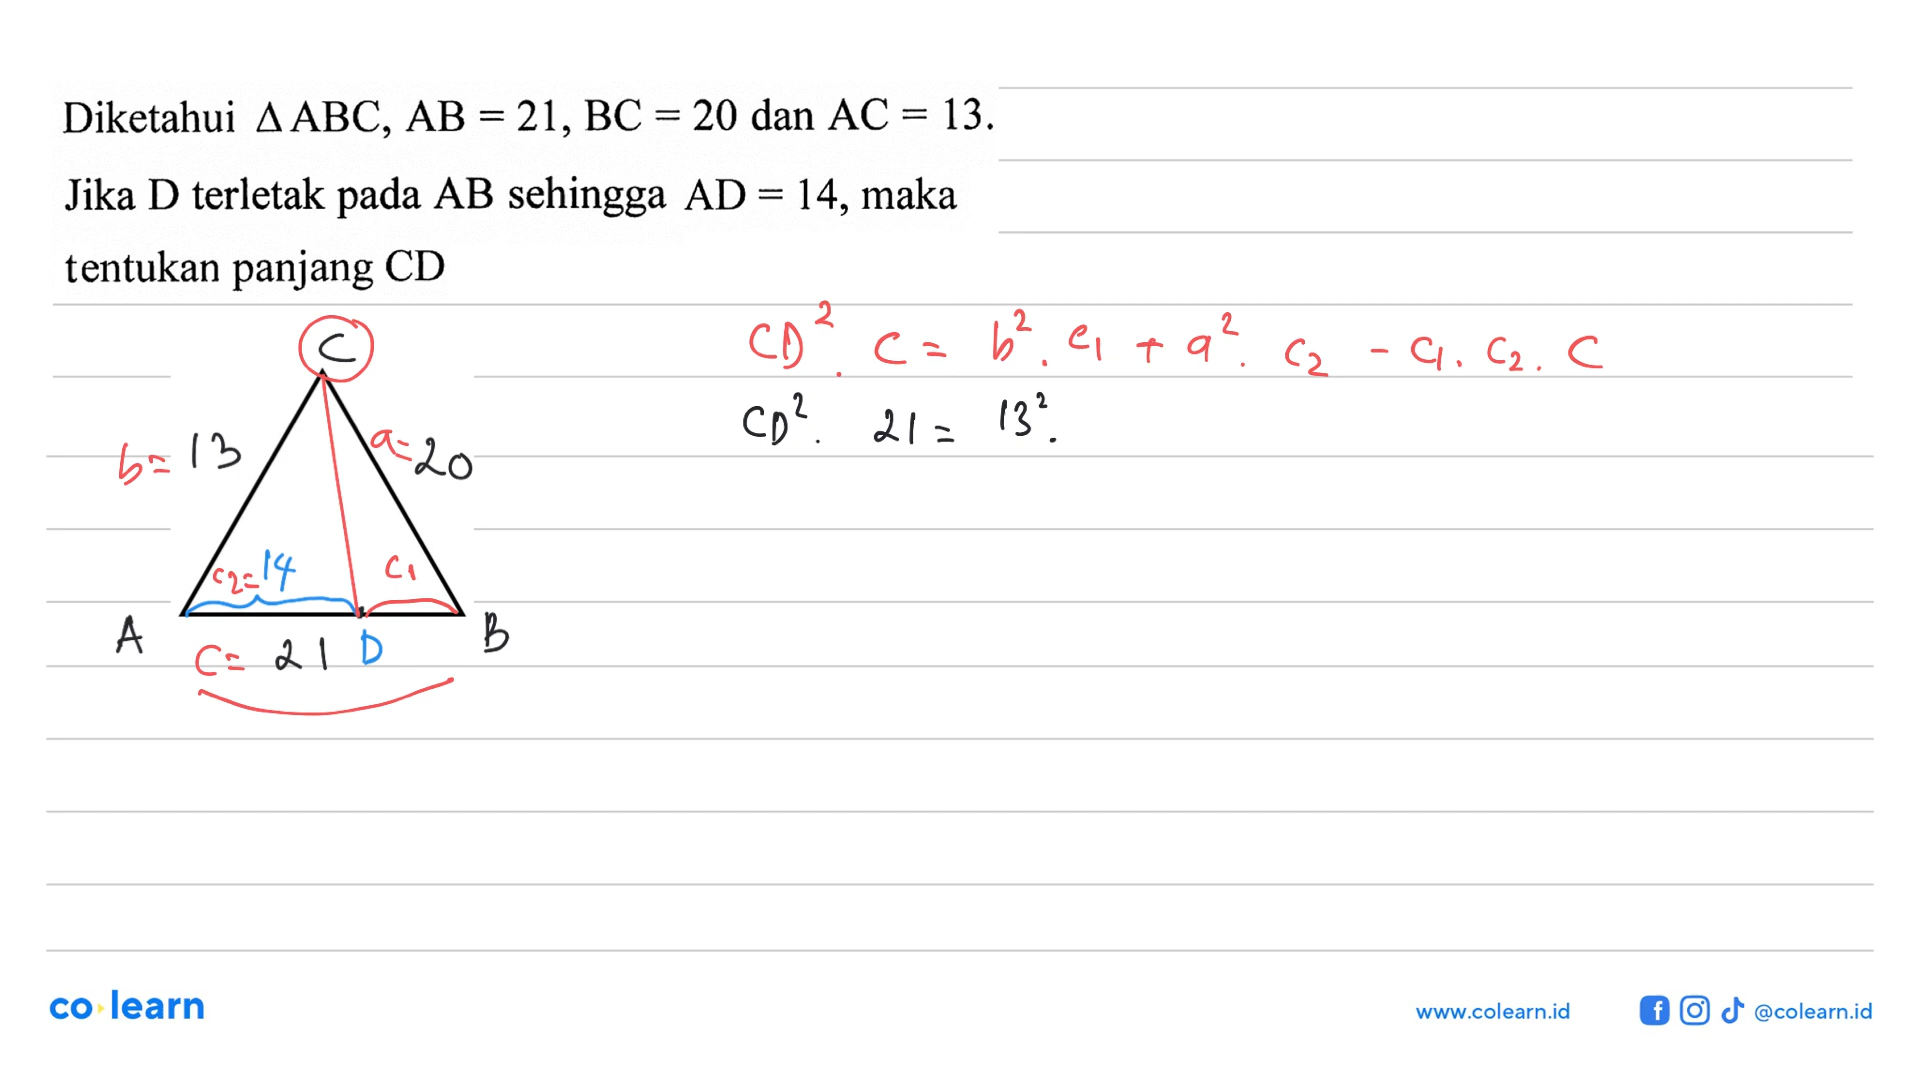 Diketahui △ABC, AB = 21, BC = 20 dan AC = 13.
Jika D terletak pada AB sehingga AD = 14, maka
tentukan panjang CD
C
CD². c = b². c₁ + a². c₂ - c₁. c₂. c
CD². 21 = 13².
b= 13
a= 20
c₂= 14
c₁
A
B
c= 21
D
co learn
www.colearn.id
@colearn.id